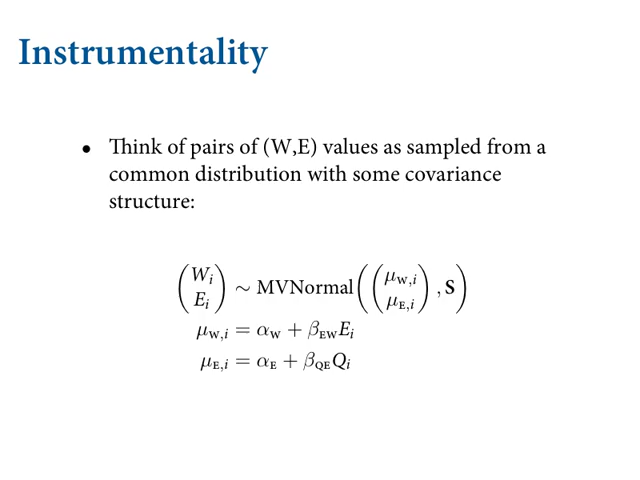 Instrumentality
• Think of pairs of (W,E) values as sampled from a
common distribution with some covariance
structure:
(W_i E_i) ~ MVNormal((μ_W,i μ_E,i), S)
μ_W,i = α_W + β_EW E_i
μ_E,i = α_E + β_QE Q_i